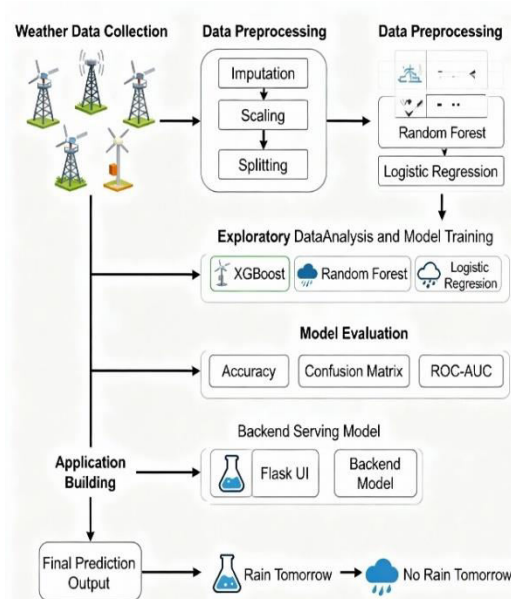 Weather Data Collection
Data Preprocessing
Data Preprocessing
Imputation
Scaling
Splitting
Random Forest
Logistic Regression
Exploratory DataAnalysis and Model Training
XGBoost
Random Forest
Logistic
Regression
Model Evaluation
Accuracy
Confusion Matrix
ROC-AUC
Backend Serving Model
Application
Building
Flask UI
Backend
Model
Final Prediction
Output
Rain Tomorrow
No Rain Tomorrow